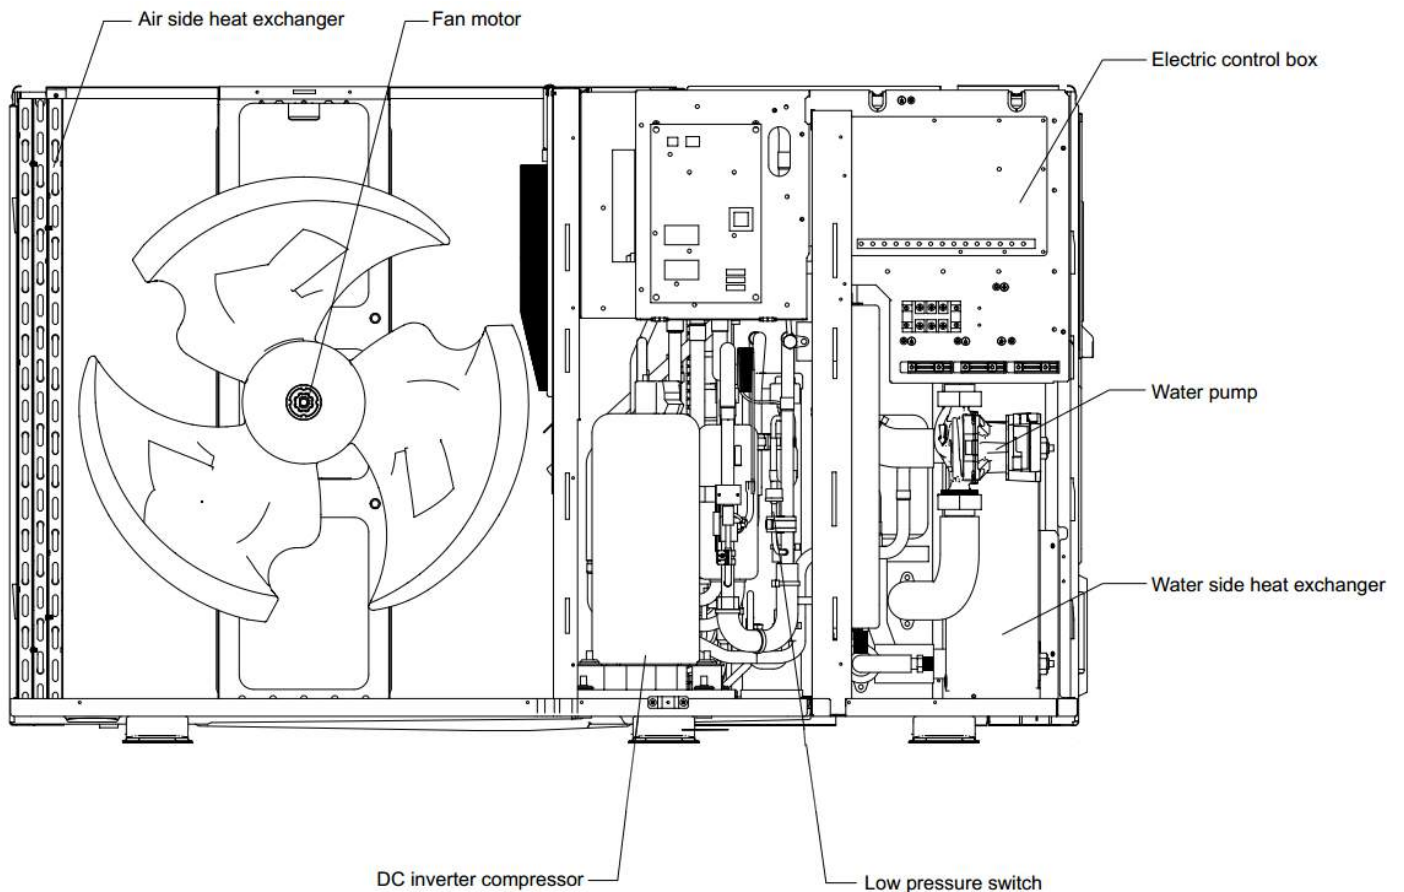 Air side heat exchanger
Fan motor
Electric control box
Water pump
Water side heat exchanger
DC inverter compressor
Low pressure switch